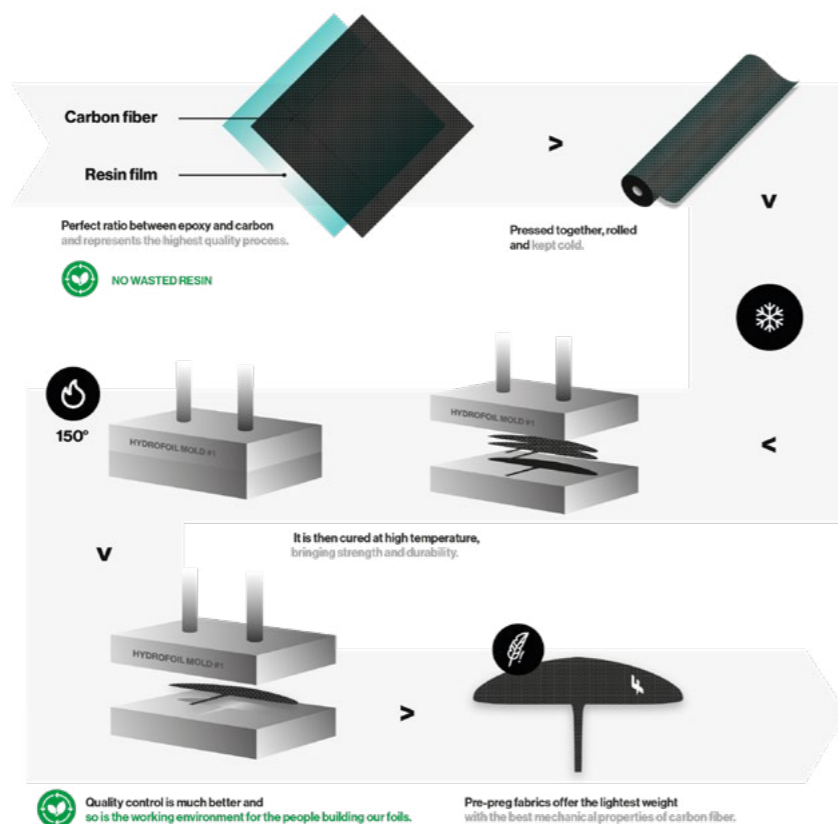 Carbon fiber
Resin film
>
v
Perfect ratio between epoxy and carbon
and represents the highest quality process.
NO WASTED RESIN
Pressed together, rolled
and kept cold.
<
HYDROFOIL MOLD #1
150°
HYDROFOIL MOLD #1
It is then cured at high temperature,
bringing strength and durability.
v
HYDROFOIL MOLD #1
>
Quality control is much better and
so is the working environment for the people building our foils.
Pre-preg fabrics offer the lightest weight
with the best mechanical properties of carbon fiber.